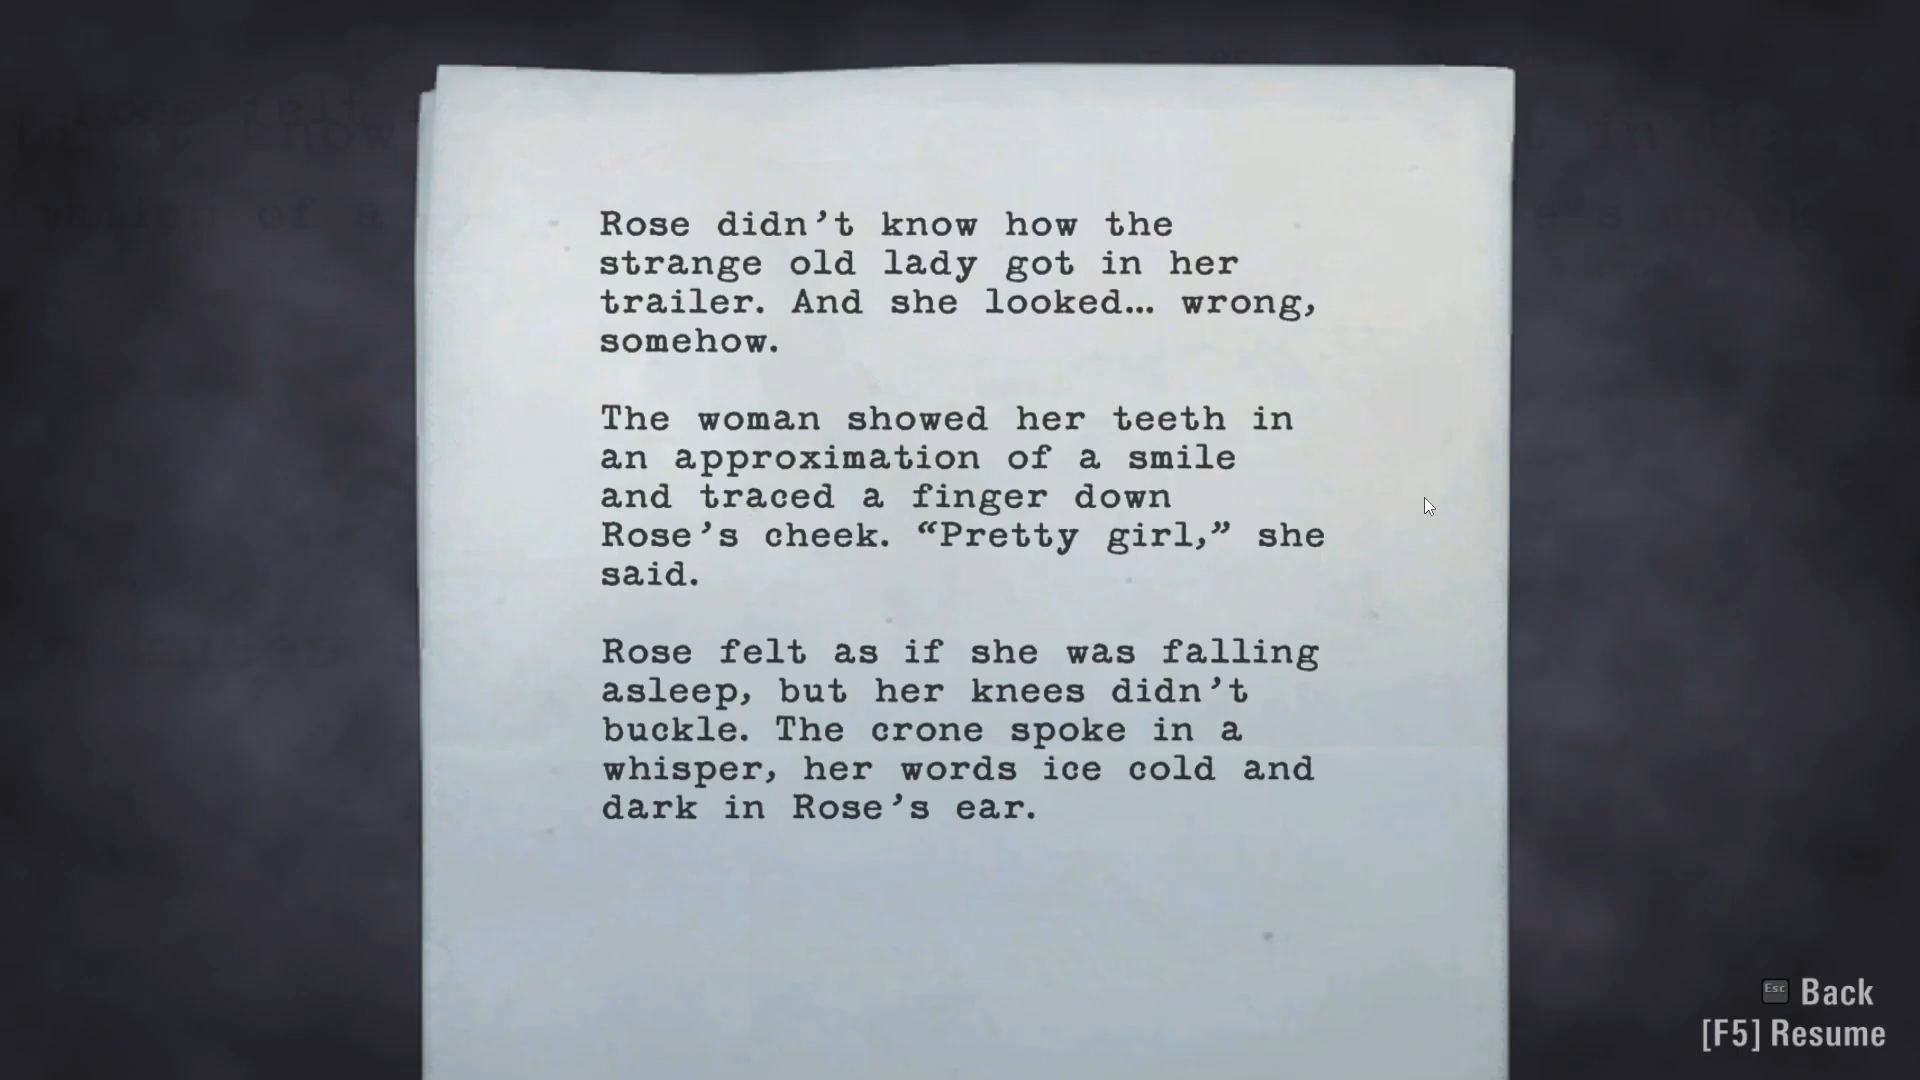 Rose didn’t know how the
strange old lady got in her
trailer. And she looked… wrong,
somehow.
The woman showed her teeth in
an approximation of a smile
and traced a finger down
Rose’s cheek. “Pretty girl,” she
said.
Rose felt as if she was falling
asleep, but her knees didn’t
buckle. The crone spoke in a
whisper, her words ice cold and
dark in Rose’s ear.
Esc Back
[F5] Resume